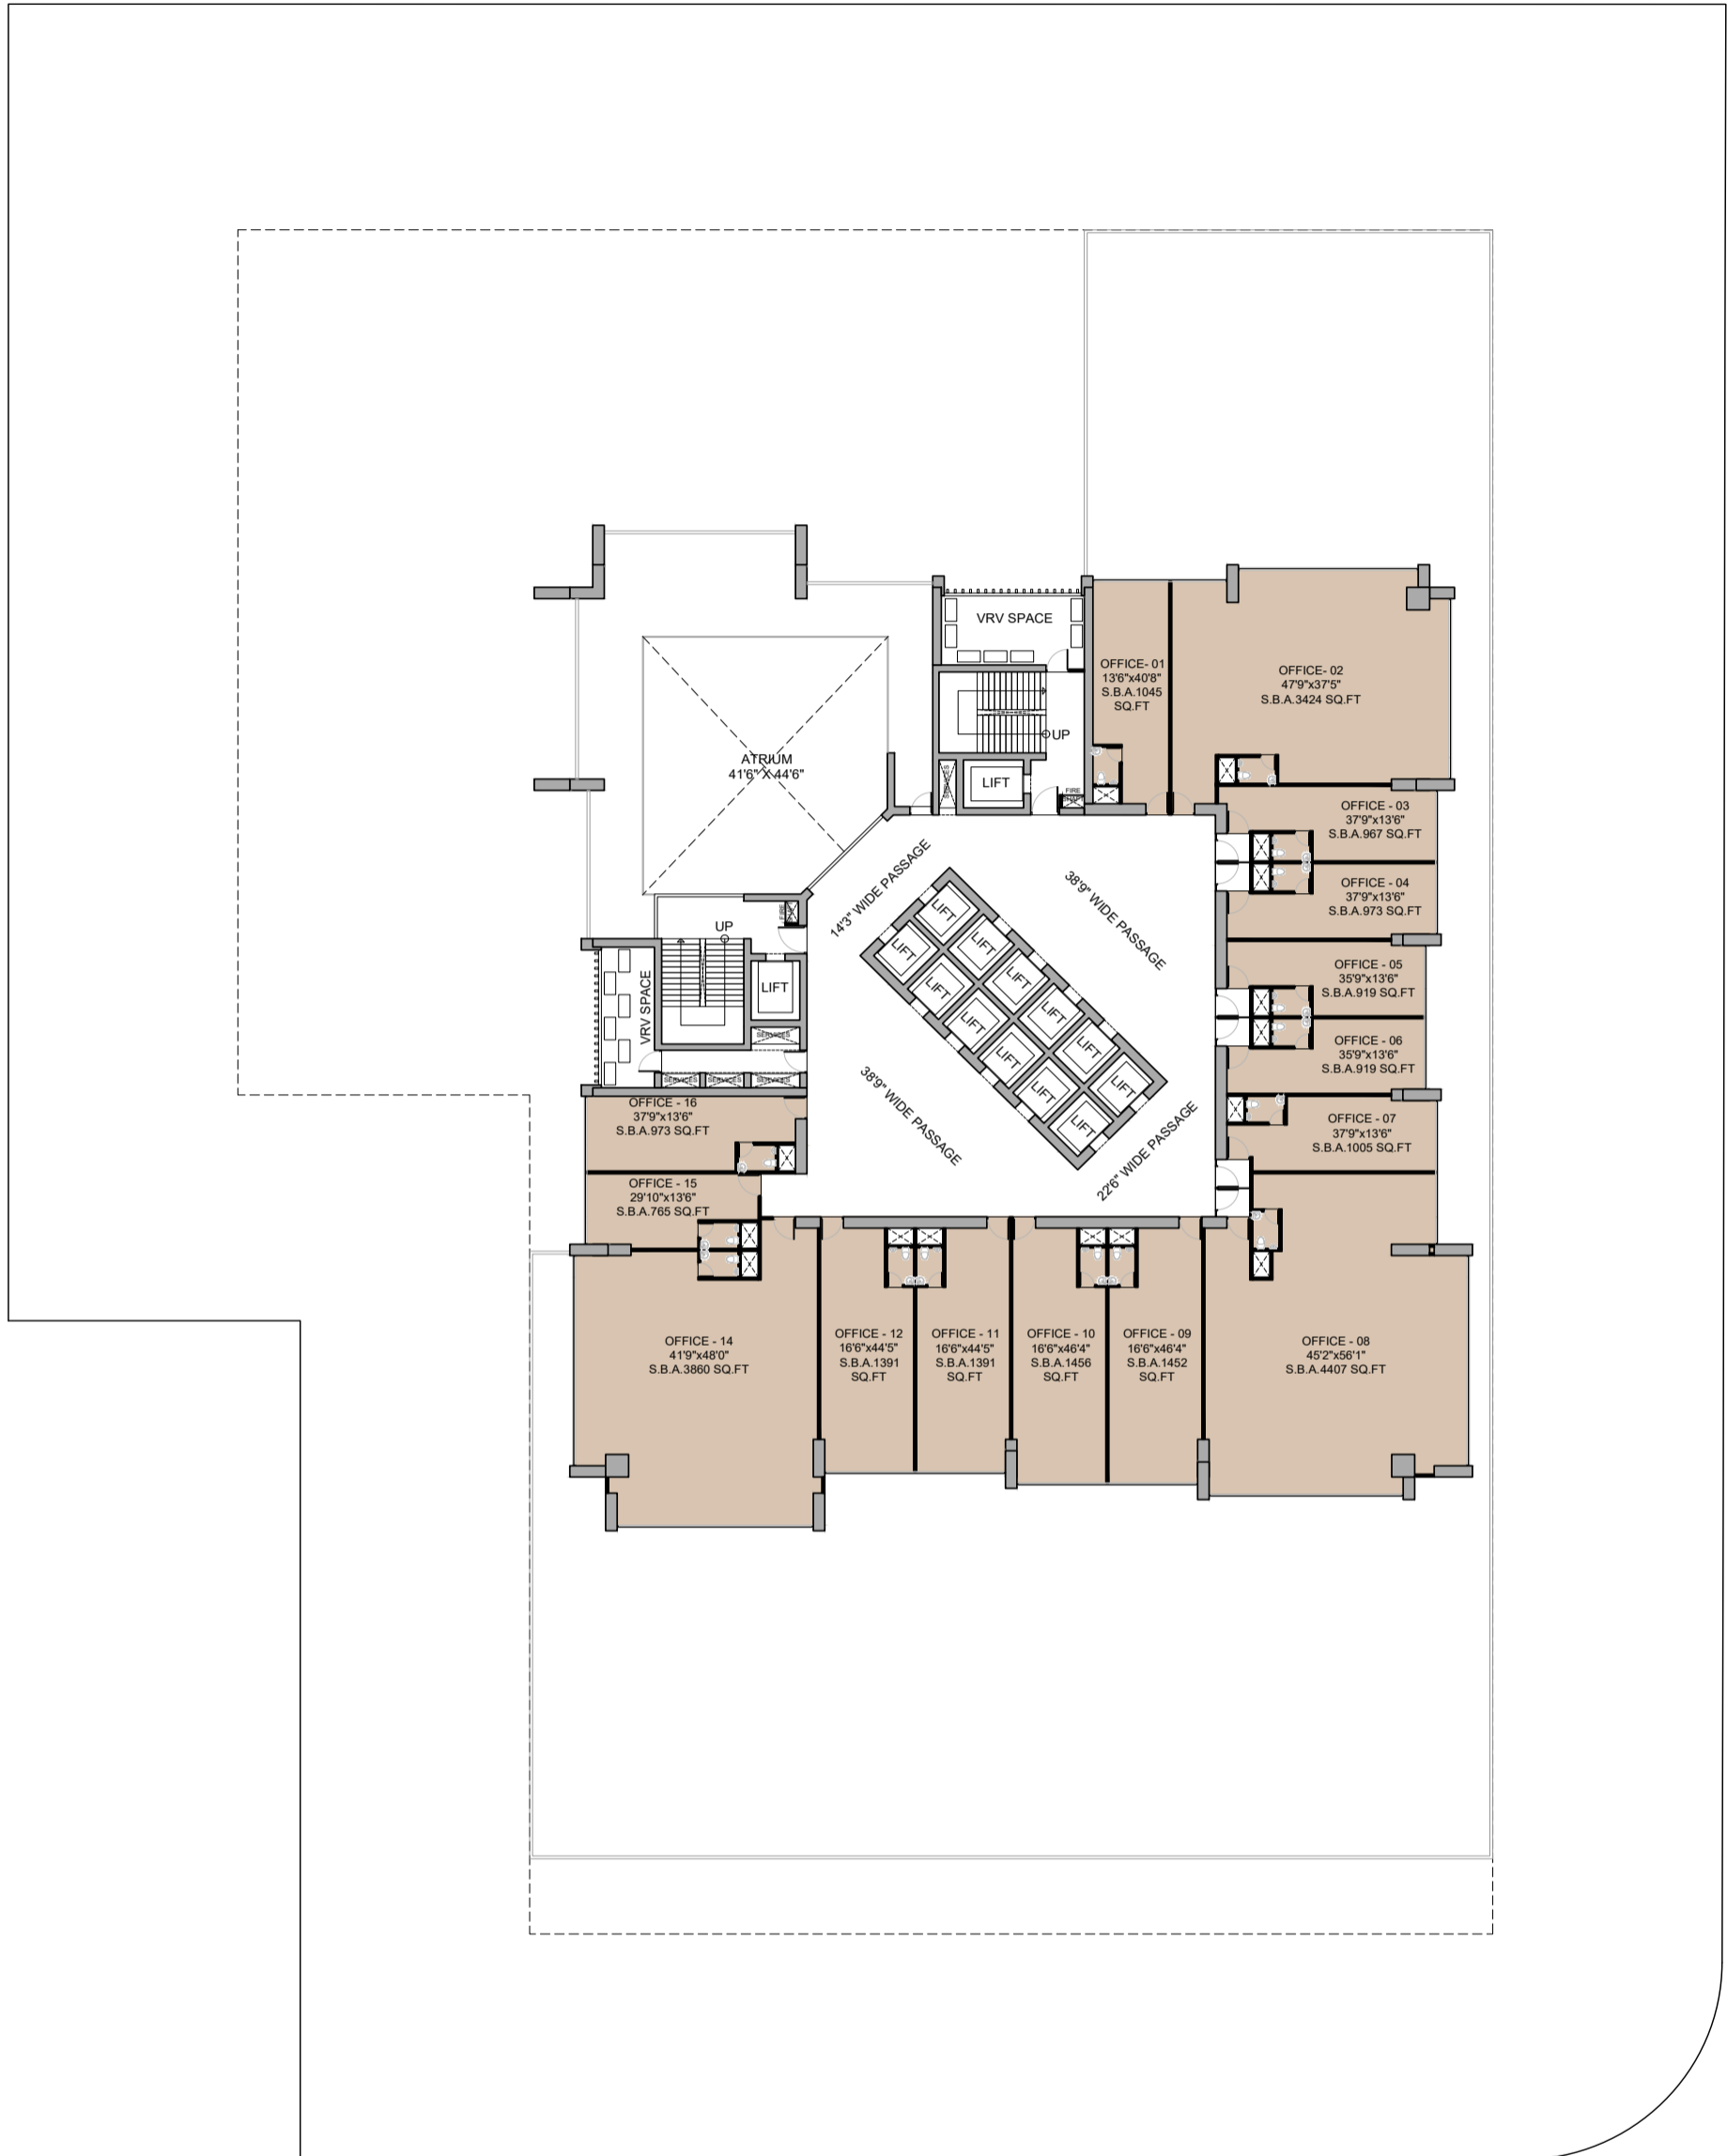 VRV SPACE
OFFICE- 01
13'6"x40'8"
S.B.A.1045
SQ.FT
OFFICE- 02
47'9"x37'5"
S.B.A.3424 SQ.FT
UP
ATRIUM
41'6" X 44'6"
SERVICES
LIFT
FIRE
OFFICE - 03
37'9"x13'6"
S.B.A.967 SQ.FT
14'3" WIDE PASSAGE
38'9" WIDE PASSAGE
OFFICE - 04
37'9"x13'6"
S.B.A.973 SQ.FT
UP
FIRE
LIFT
LIFT
LIFT
LIFT
LIFT
LIFT
LIFT
LIFT
LIFT
LIFT
LIFT
LIFT
OFFICE - 05
35'9"x13'6"
S.B.A.919 SQ.FT
VRV SPACE
LIFT
SERVICES
OFFICE - 06
35'9"x13'6"
S.B.A.919 SQ.FT
SERVICES
SERVICES
SERVICES
38'9" WIDE PASSAGE
22'6" WIDE PASSAGE
OFFICE - 16
37'9"x13'6"
S.B.A.973 SQ.FT
OFFICE - 07
37'9"x13'6"
S.B.A.1005 SQ.FT
OFFICE - 15
29'10"x13'6"
S.B.A.765 SQ.FT
OFFICE - 14
41'9"x48'0"
S.B.A.3860 SQ.FT
OFFICE - 12
16'6"x44'5"
S.B.A.1391
SQ.FT
OFFICE - 11
16'6"x44'5"
S.B.A.1391
SQ.FT
OFFICE - 10
16'6"x46'4"
S.B.A.1456
SQ.FT
OFFICE - 09
16'6"x46'4"
S.B.A.1452
SQ.FT
OFFICE - 08
45'2"x56'1"
S.B.A.4407 SQ.FT